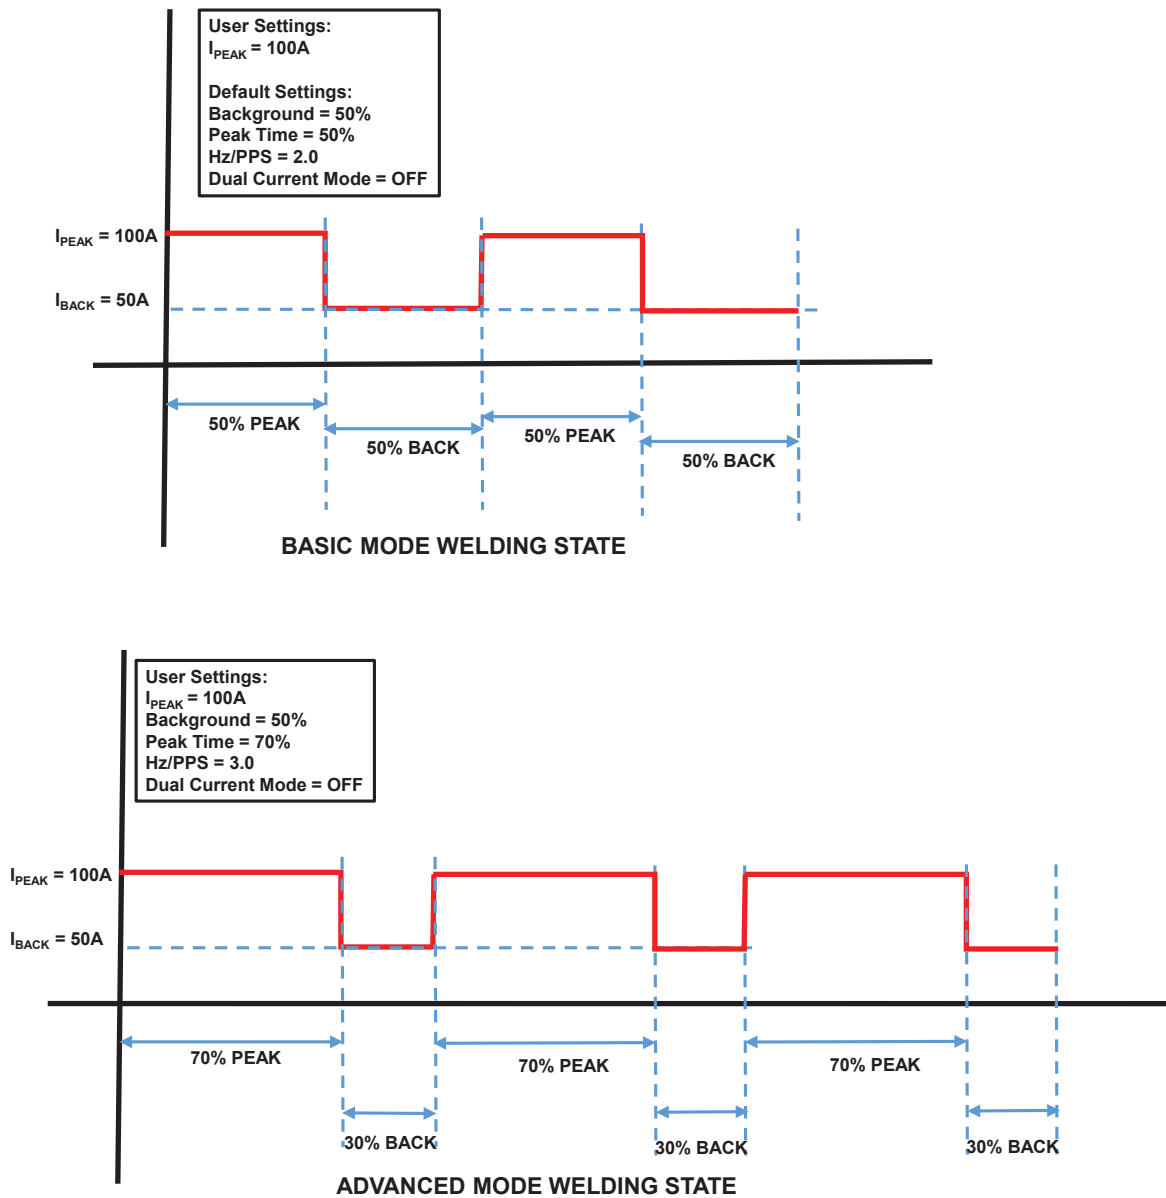 User Settings:
IPEAK = 100A
Default Settings:
Background = 50%
Peak Time = 50%
Hz/PPS = 2.0
Dual Current Mode = OFF
IPEAK = 100A
IBACK = 50A
50% PEAK
50% BACK
50% PEAK
50% BACK
BASIC MODE WELDING STATE
User Settings:
IPEAK = 100A
Background = 50%
Peak Time = 70%
Hz/PPS = 3.0
Dual Current Mode = OFF
IPEAK = 100A
IBACK = 50A
70% PEAK
70% PEAK
70% PEAK
30% BACK
30% BACK
30% BACK
ADVANCED MODE WELDING STATE